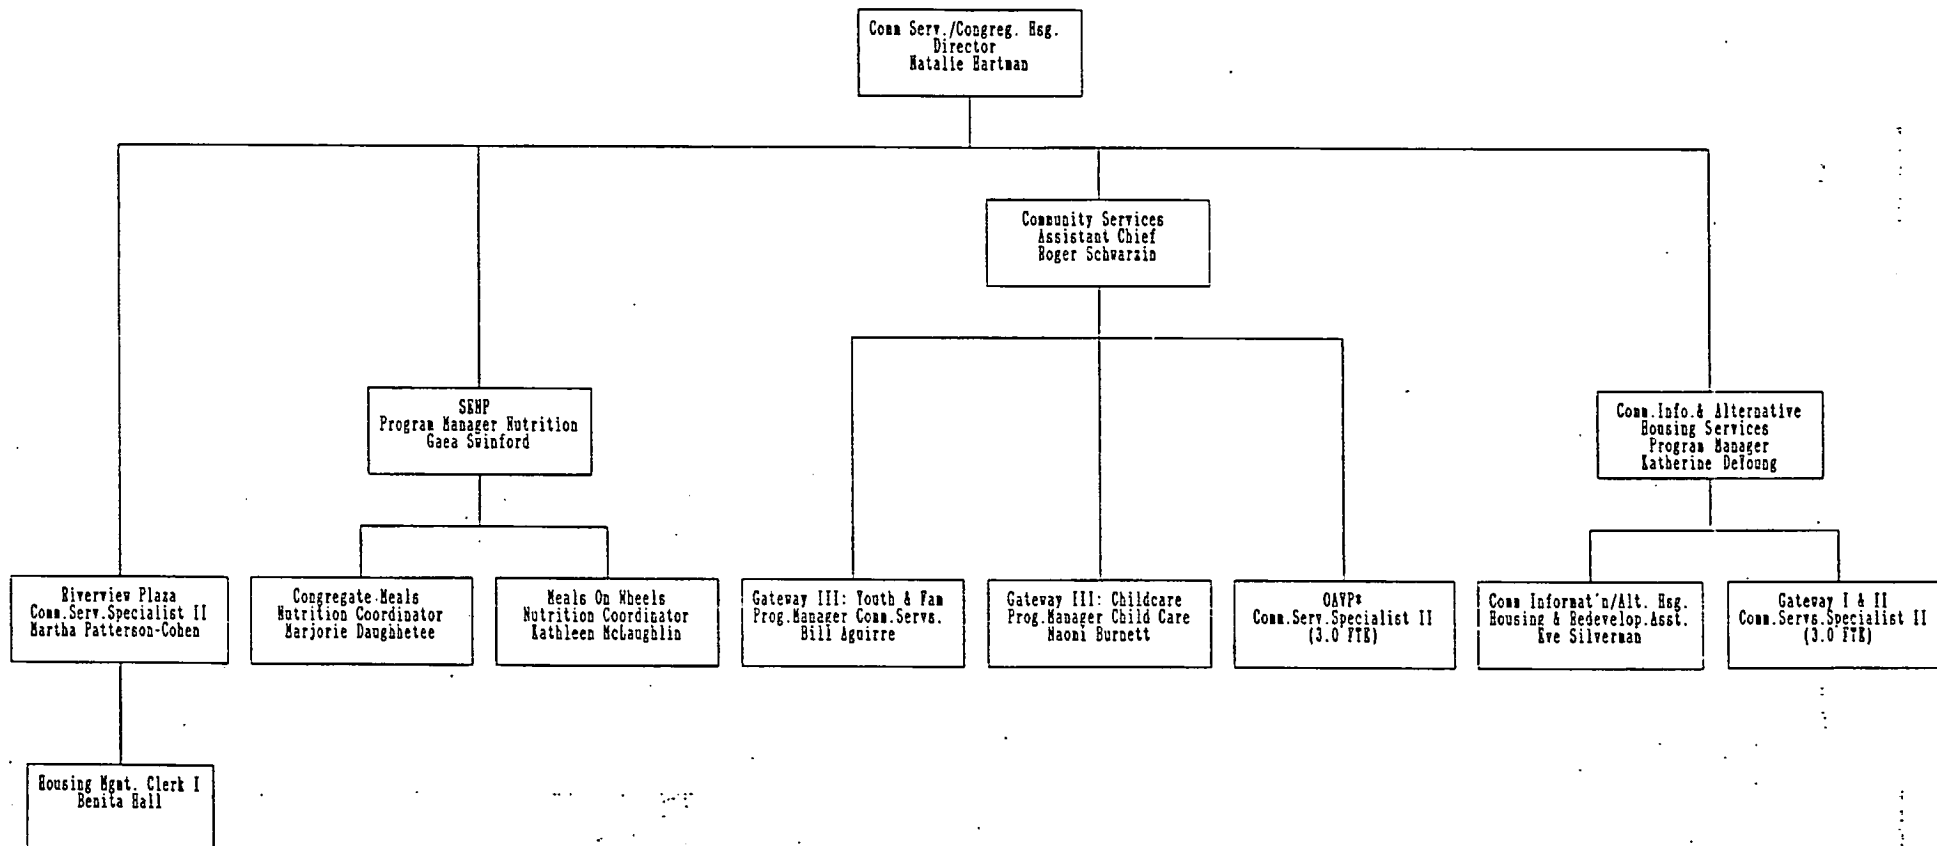 Comm Serv./Congreg. Hsg.
Director
Natalie Hartman
Community Services
Assistant Chief
Roger Schwarzin
SENP
Program Manager Nutrition
Gaea Swinford
Comm.Info.& Alternative
Housing Services
Program Manager
Katherine DeYoung
Riverview Plaza
Comm.Serv.Specialist II
Martha Patterson-Cohen
Congregate Meals
Nutrition Coordinator
Marjorie Daughhetee
Meals On Wheels
Nutrition Coordinator
Kathleen McLaughlin
Gateway III: Youth & Fam
Prog.Manager Comm.Servs.
Bill Aguirre
Gateway III: Childcare
Prog.Manager Child Care
Naomi Burnett
OAVP*
Comm.Serv.Specialist II
(3.0 FTE)
Comm Informat'n/Alt. Hsg.
Housing & Redevelop.Asst.
Eve Silverman
Gateway I & II
Comm.Servs.Specialist II
(3.0 FTE)
Housing Mgmt. Clerk I
Benita Hall